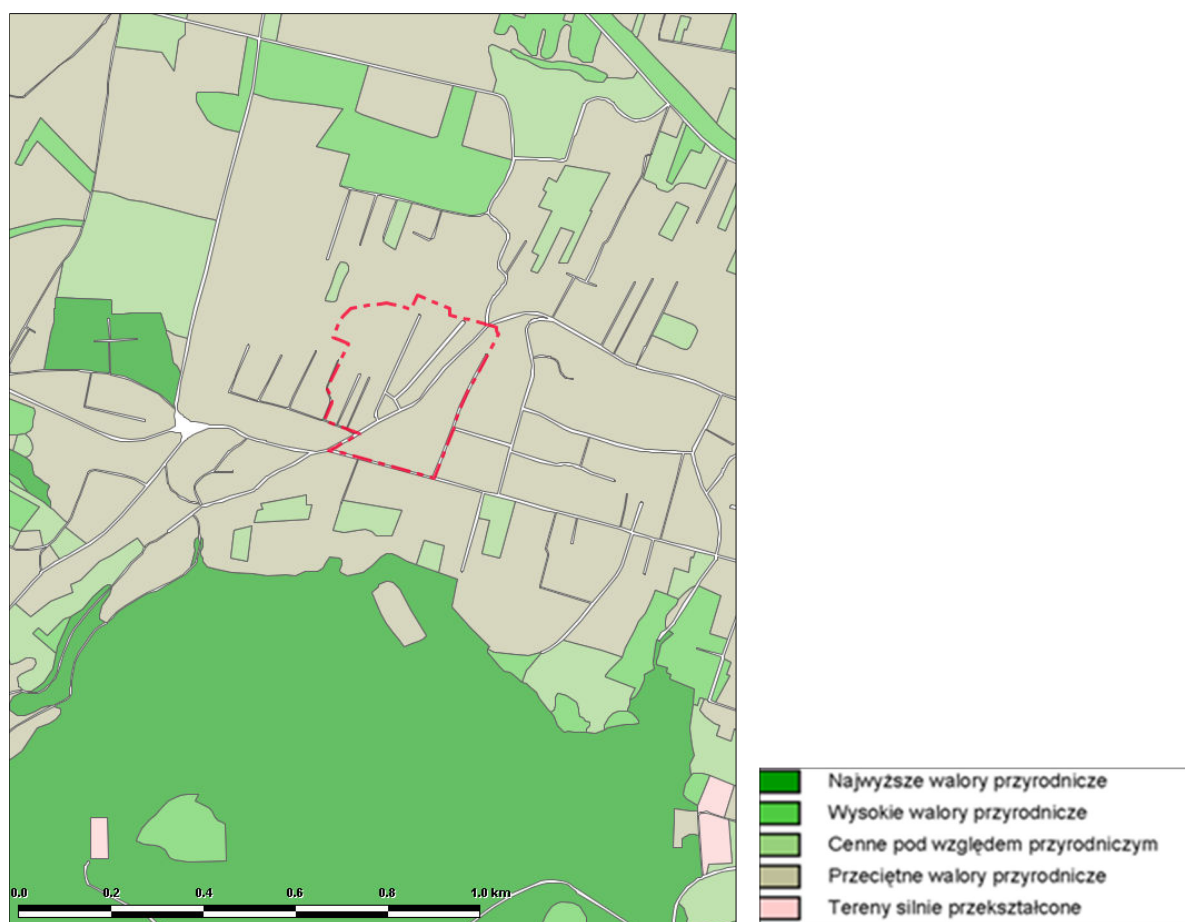 0.0 0.2 0.4 0.6 0.8 1.0 km
Najwyższe walory przyrodnicze
Wysokie walory przyrodnicze
Cenne pod względem przyrodniczym
Przeciętne walory przyrodnicze
Tereny silnie przekształcone